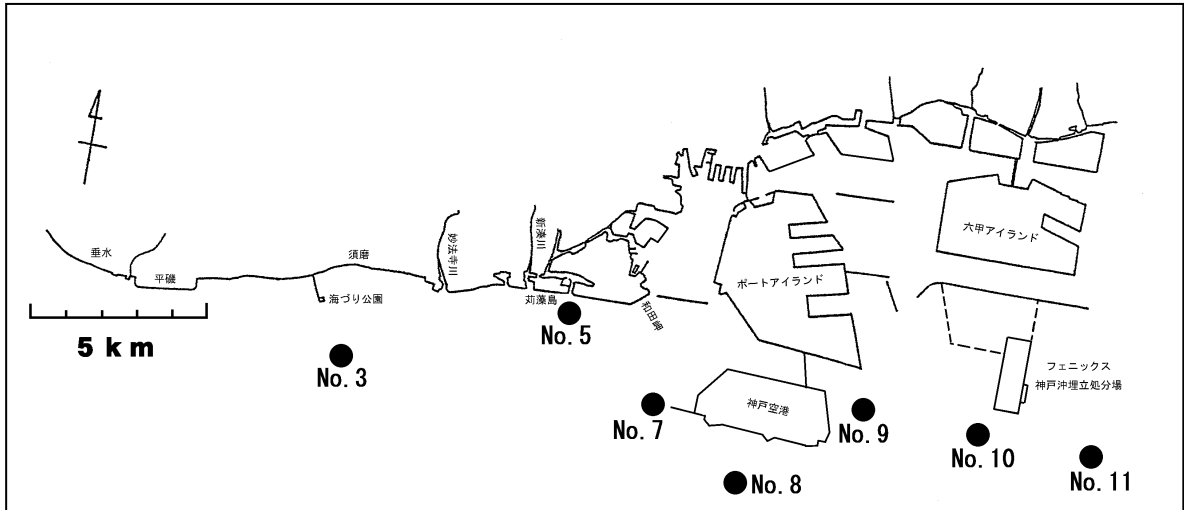 垂水
平磯
須磨
海づり公園
妙法寺川
新湊川
苅藻島
和田岬
ポートアイランド
六甲アイランド
神戸空港
フェニックス
神戸沖埋立処分場
5 km
No. 3
No. 5
No. 7
No. 8
No. 9
No. 10
No. 11